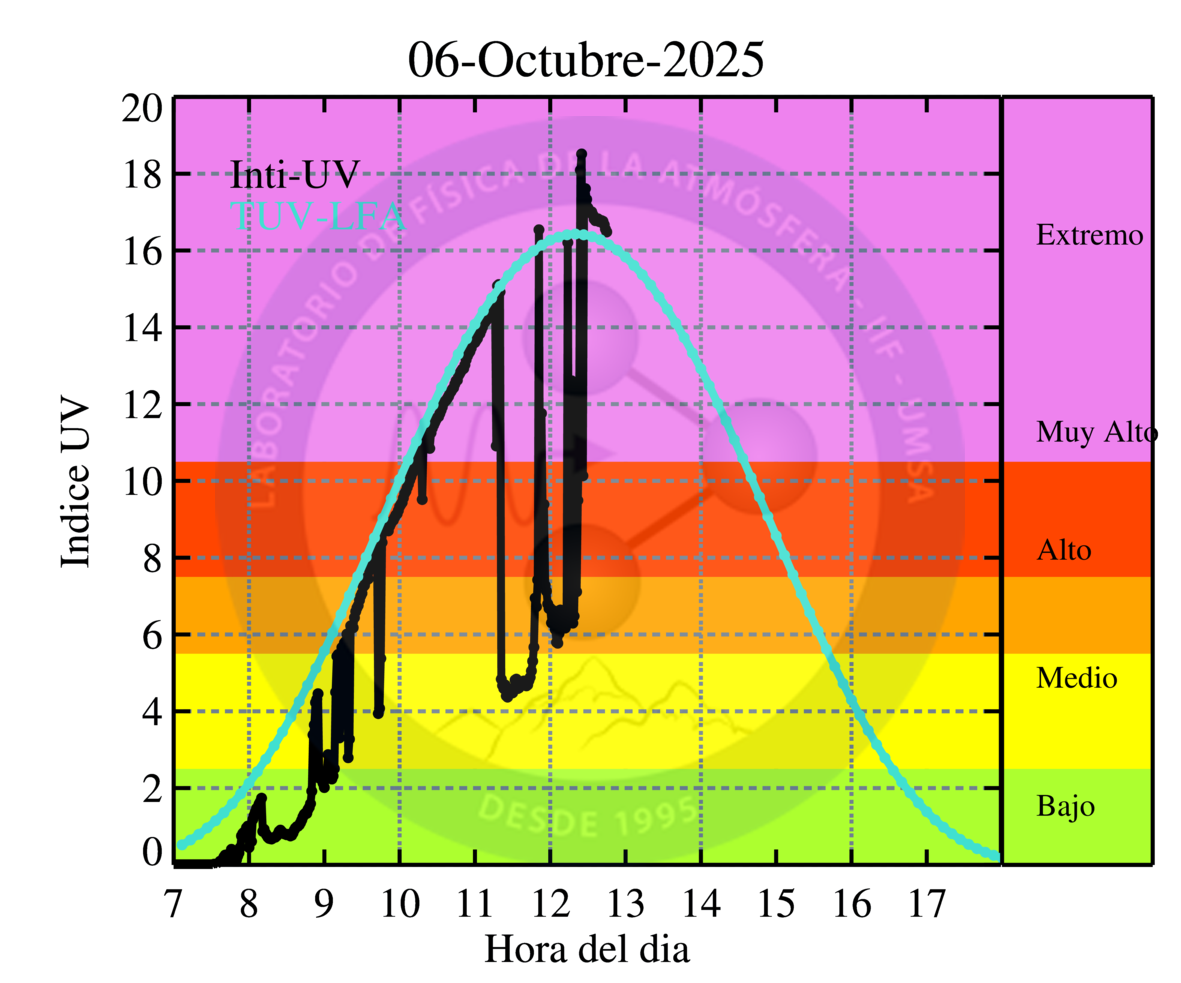 06-Octubre-2025
20
18
16
14
12
10
8
6
4
2
0
Indice UV
Inti-UV
TUV-LFA
LABORATORIO DE FÍSICA DE LA ATMÓSFERA - IIF - UMSA
DESDE 1995
Extremo
Muy Alto
Alto
Medio
Bajo
7 8 9 10 11 12 13 14 15 16 17
Hora del dia